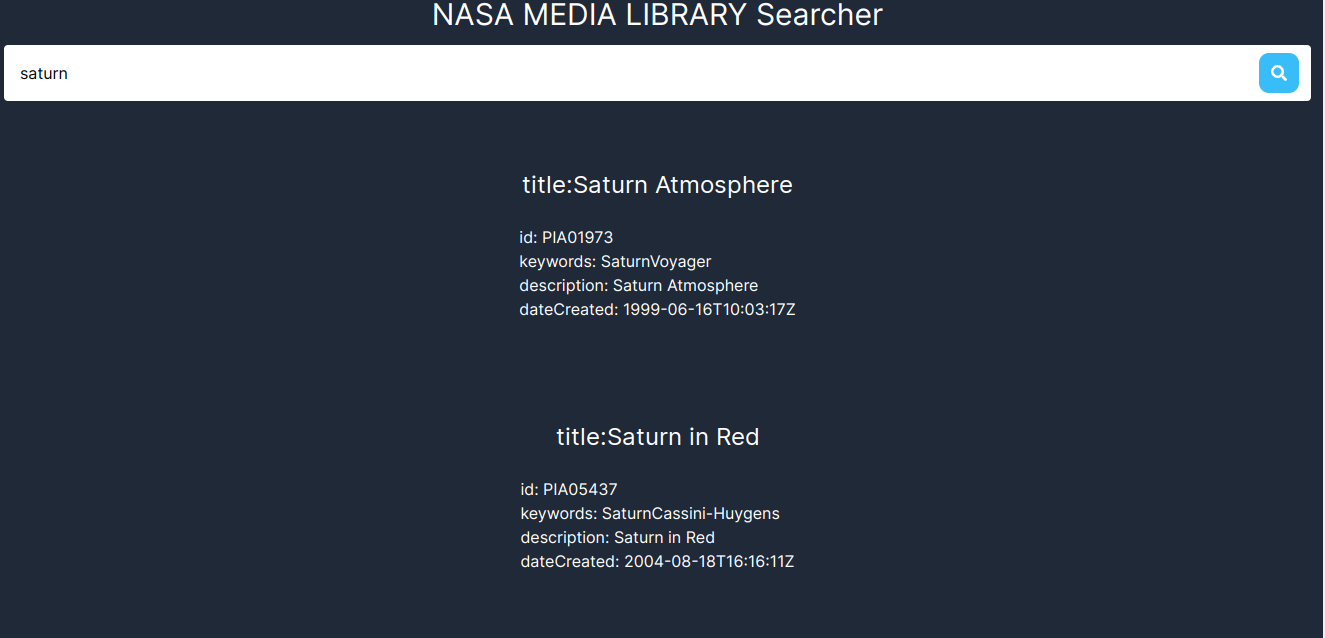 NASA MEDIA LIBRARY Searcher
saturn
title:Saturn Atmosphere
id: PIA01973
keywords: SaturnVoyager
description: Saturn Atmosphere
dateCreated: 1999-06-16T10:03:17Z
title:Saturn in Red
id: PIA05437
keywords: SaturnCassini-Huygens
description: Saturn in Red
dateCreated: 2004-08-18T16:16:11Z